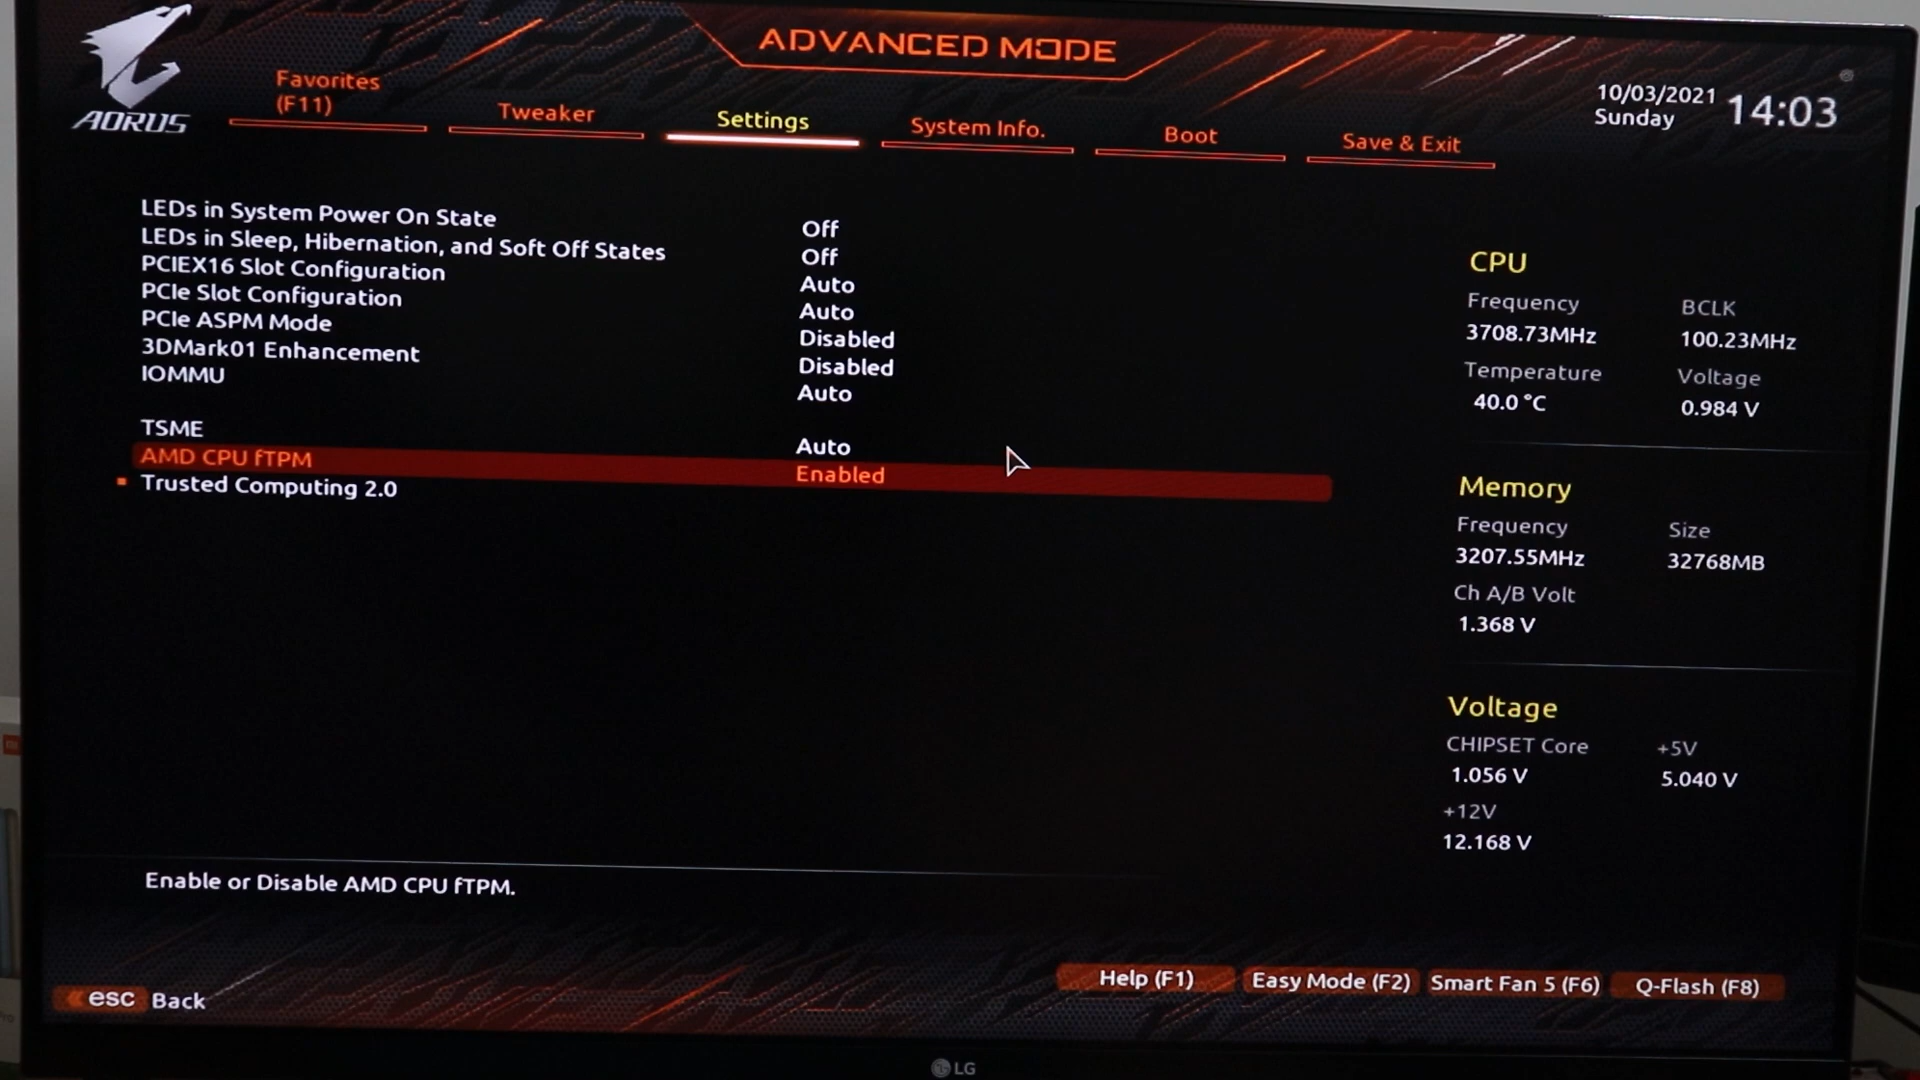 ADVANCED MODE
AORUS
Favorites
(F11)
Tweaker
Settings
System Info.
Boot
Save & Exit
10/03/2021
Sunday
14:03
LEDs in System Power On State Off
LEDs in Sleep, Hibernation, and Soft Off States Off
PCIEX16 Slot Configuration Auto
PCIe Slot Configuration Auto
PCIe ASPM Mode Disabled
3DMark01 Enhancement Disabled
IOMMU Auto
TSME Auto
AMD CPU fTPM Enabled
Trusted Computing 2.0
CPU
Frequency BCLK
3708.73MHz 100.23MHz
Temperature Voltage
40.0 °C 0.984 V
Memory
Frequency Size
3207.55MHz 32768MB
Ch A/B Volt
1.368 V
Voltage
CHIPSET Core +5V
1.056 V 5.040 V
+12V
12.168 V
Enable or Disable AMD CPU fTPM.
esc Back
Help (F1)
Easy Mode (F2)
Smart Fan 5 (F6)
Q-Flash (F8)
LG